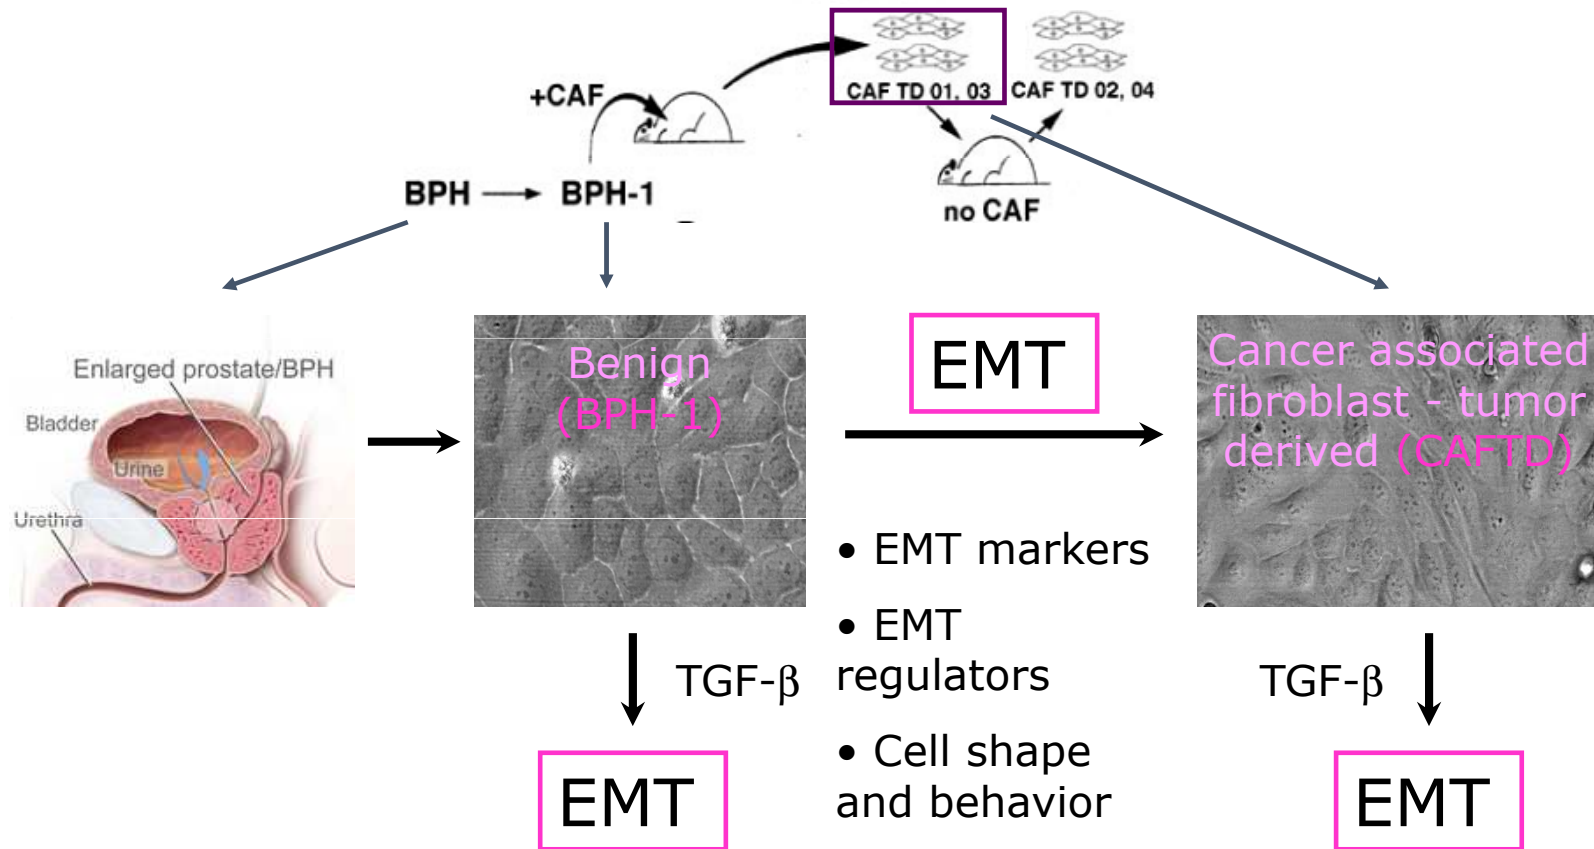 +CAF
CAF TD 01, 03
CAF TD 02, 04
BPH
BPH-1
no CAF
Enlarged prostate/BPH
Bladder
Urine
Urethra
Benign
(BPH-1)
EMT
Cancer associated
fibroblast - tumor
derived (CAFTD)
• EMT markers
• EMT
regulators
• Cell shape
and behavior
TGF-β
EMT
TGF-β
EMT